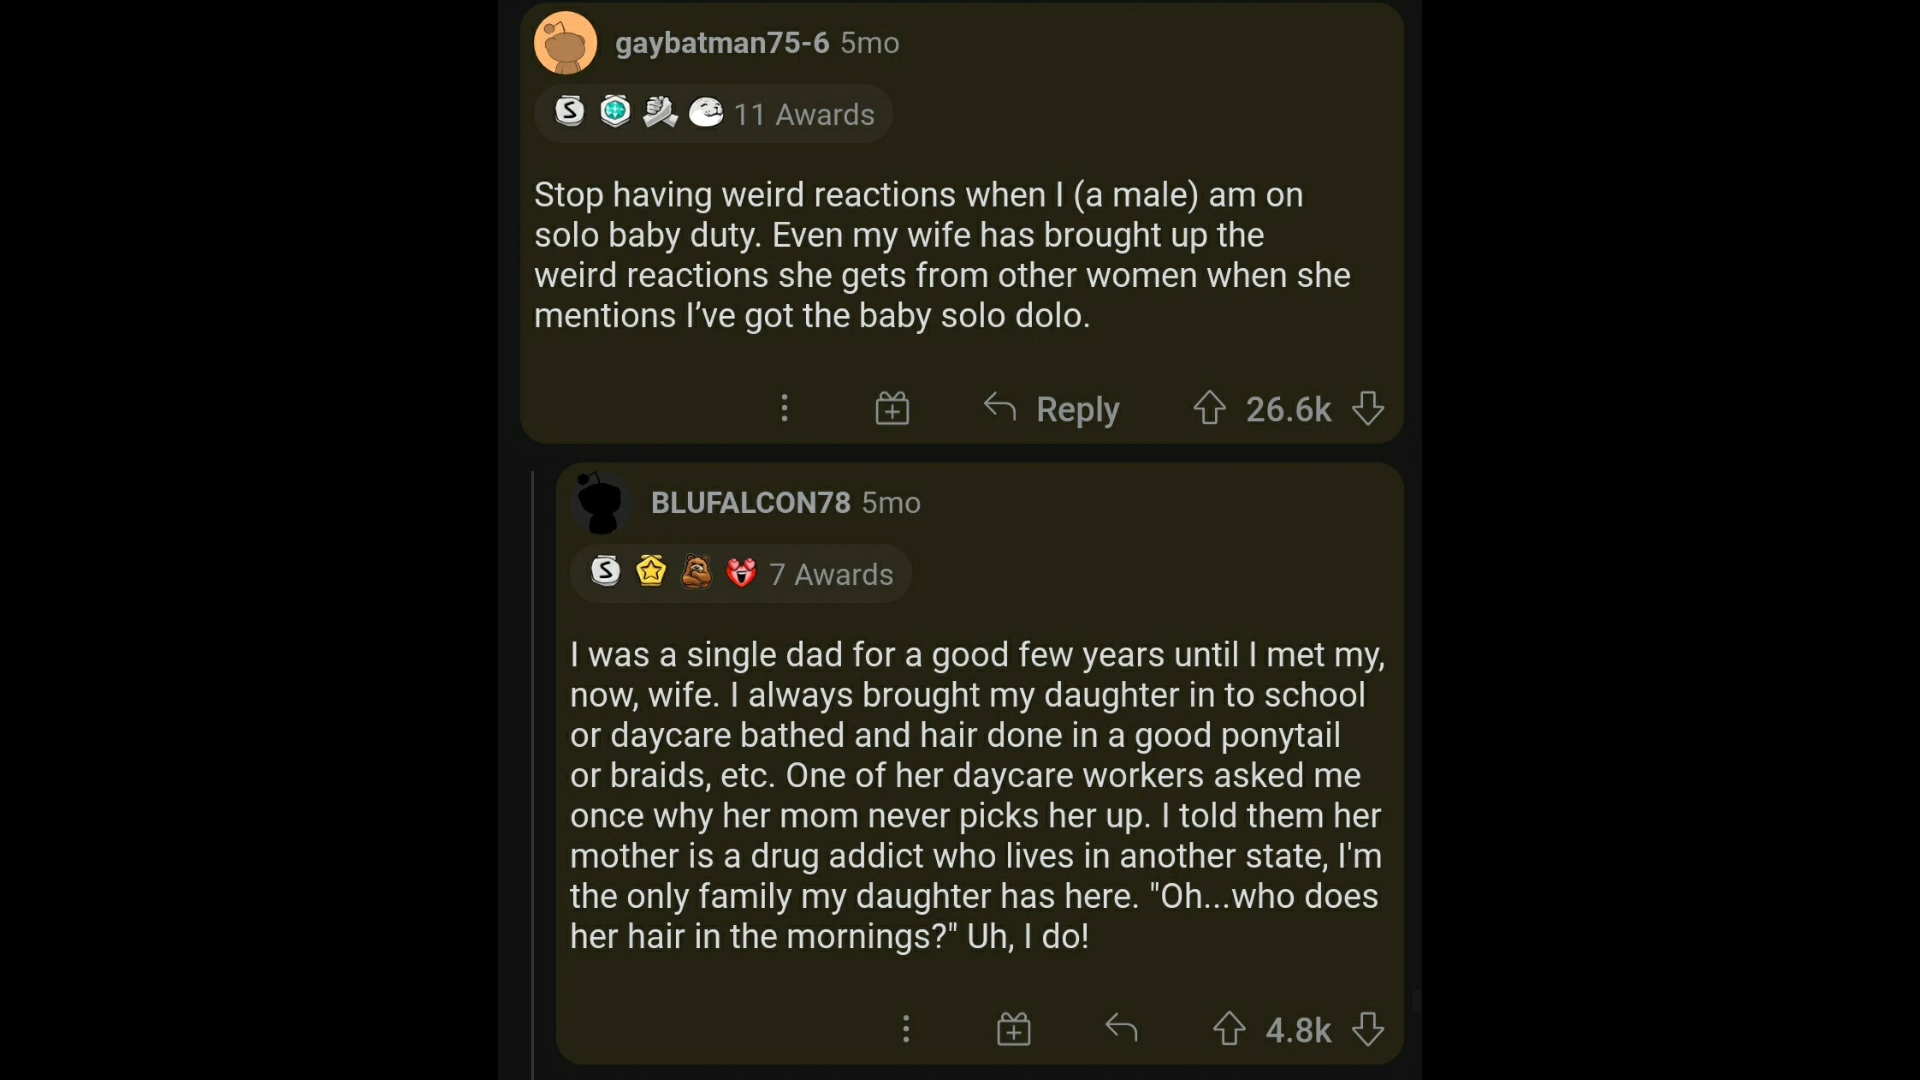 gaybatman75-6 5mo
11 Awards
Stop having weird reactions when I (a male) am on
solo baby duty. Even my wife has brought up the
weird reactions she gets from other women when she
mentions I’ve got the baby solo dolo.
Reply 26.6k
BLUFALCON78 5mo
7 Awards
I was a single dad for a good few years until I met my,
now, wife. I always brought my daughter in to school
or daycare bathed and hair done in a good ponytail
or braids, etc. One of her daycare workers asked me
once why her mom never picks her up. I told them her
mother is a drug addict who lives in another state, I'm
the only family my daughter has here. "Oh...who does
her hair in the mornings?" Uh, I do!
4.8k